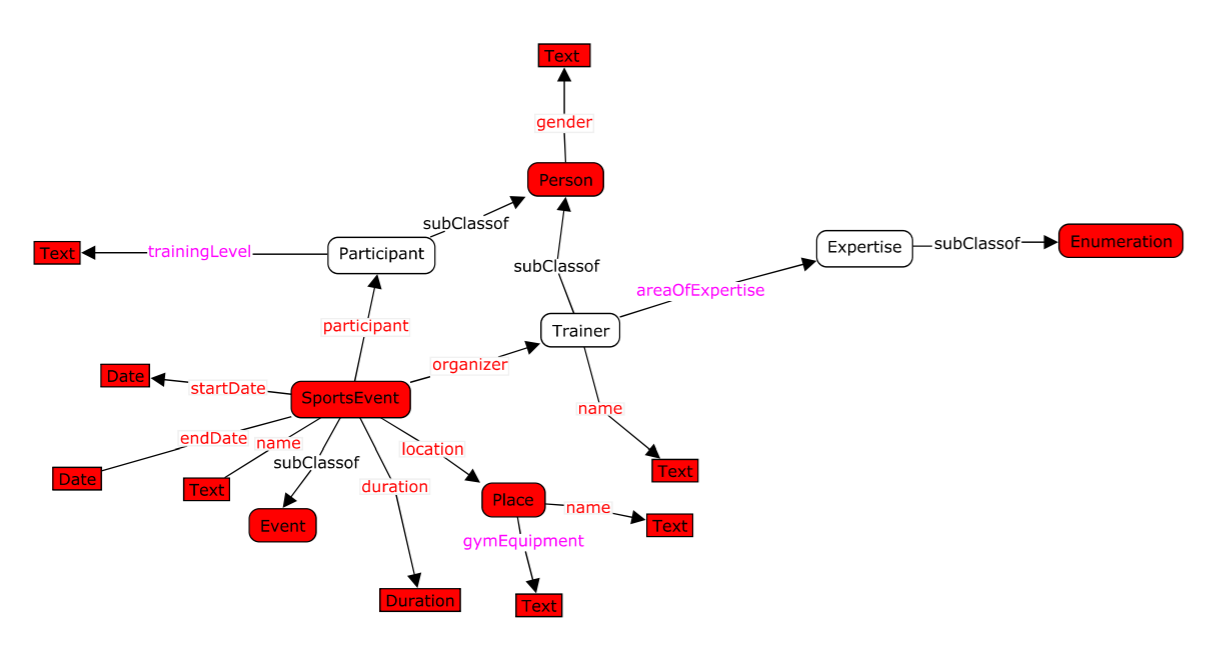 Text
gender
Person
subClassof
Participant
trainingLevel
Text
Expertise
subClassof
Enumeration
subClassof
areaOfExpertise
Trainer
participant
organizer
Date
startDate
SportsEvent
name
endDate
name
location
subClassof
Date
Text
duration
Text
Place
name
Text
Event
gymEquipment
Duration
Text